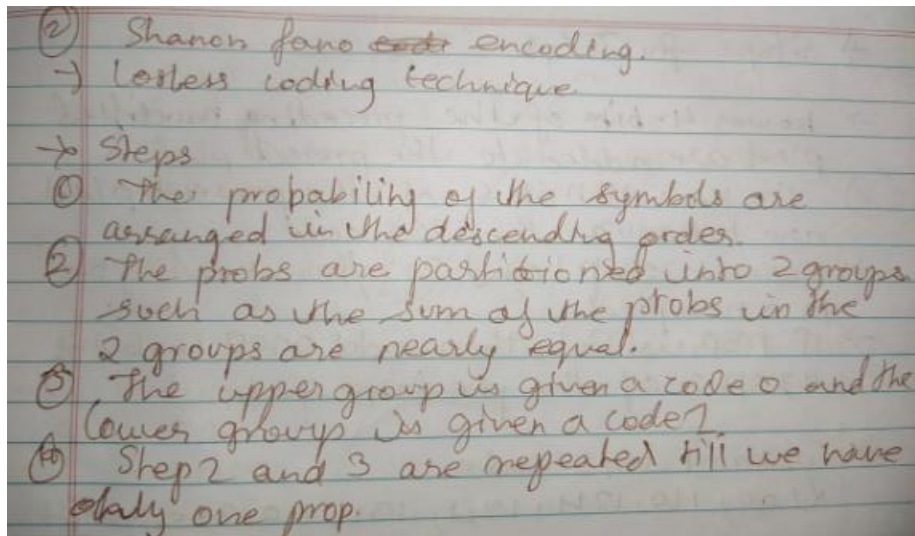 ② Shanon fano encoding.
→ Losless coding technique
→ Steps
① The probability of the symbols are
arranged in the descending order.
② The probs are partitioned into 2 groups
such as the sum of the probs in the
2 groups are nearly equal.
③ The upper group is given a code 0 and the
lower group is given a code 1.
④ Step 2 and 3 are repeated till we have
only one prop.